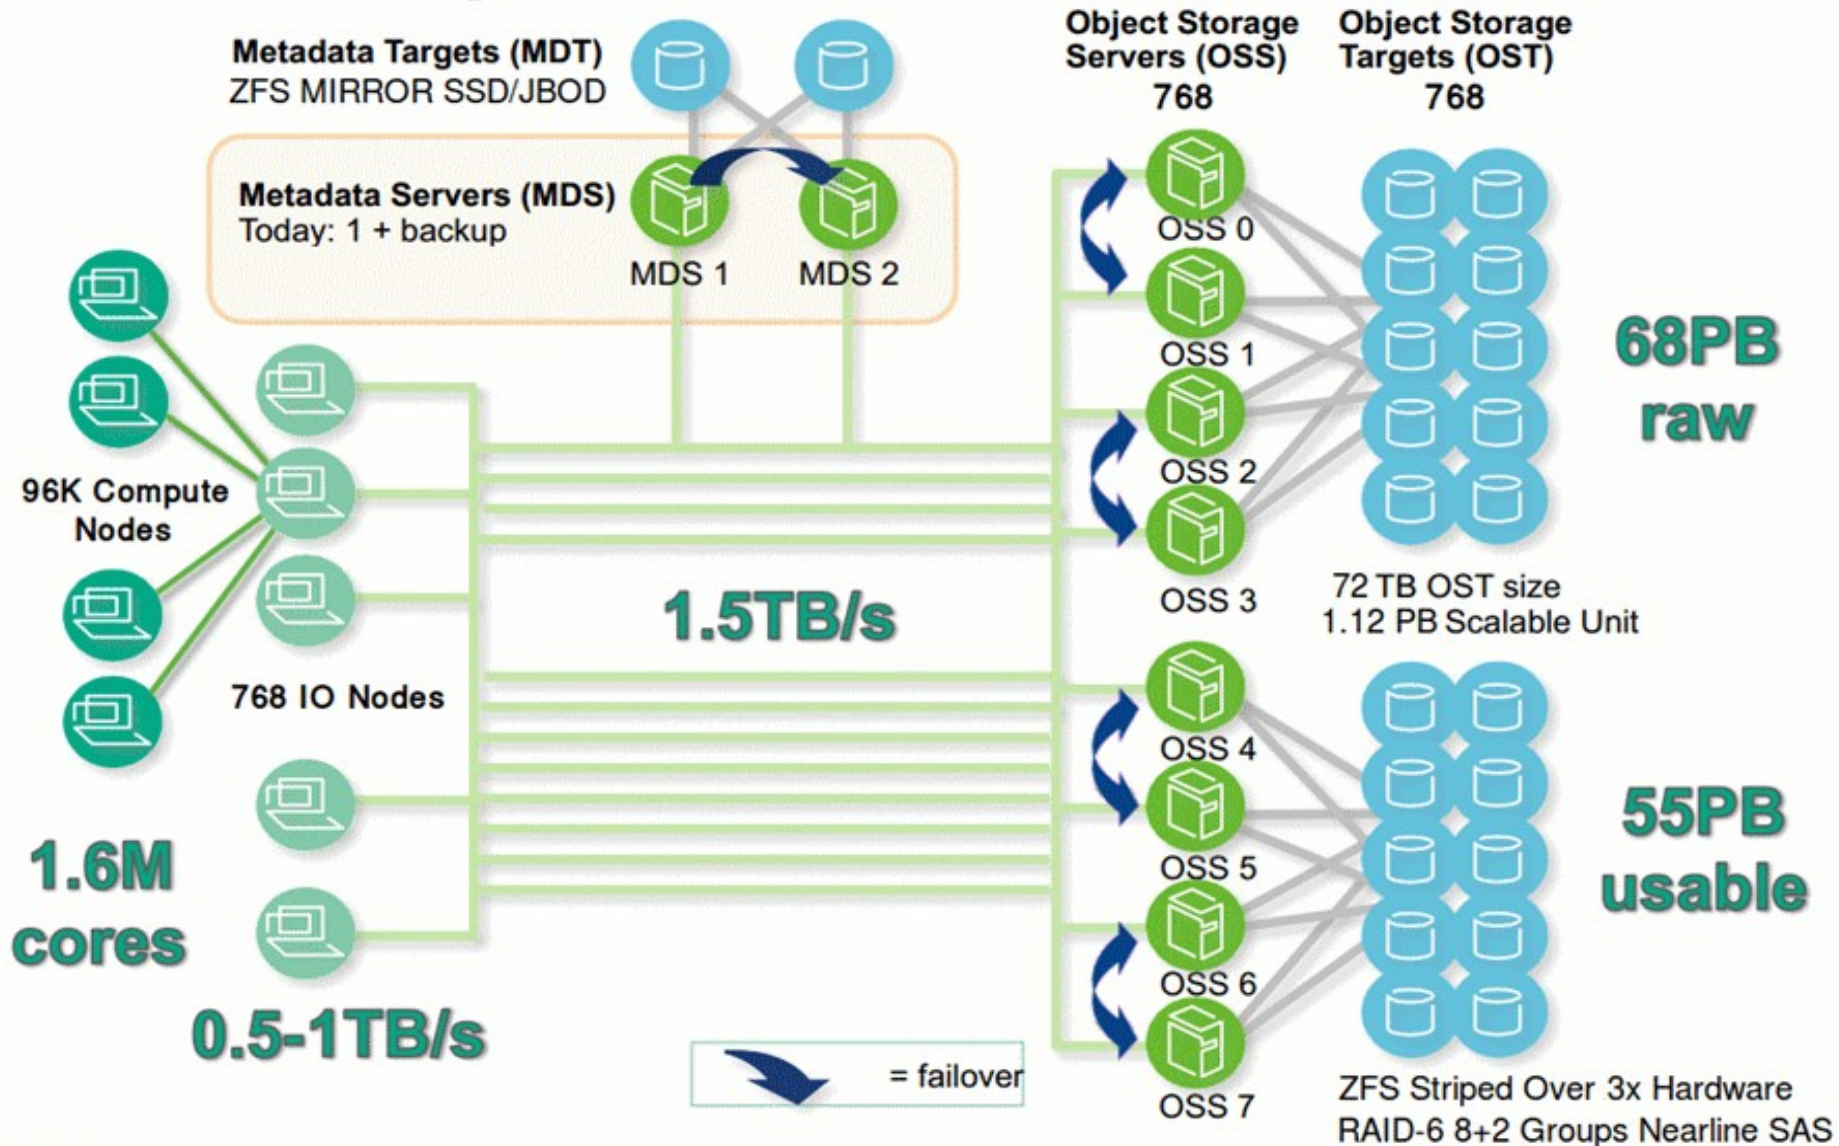 Metadata Targets (MDT)
ZFS MIRROR SSD/JBOD
Object Storage
Servers (OSS)
768
Object Storage
Targets (OST)
768
Metadata Servers (MDS)
Today: 1 + backup
MDS 1
MDS 2
OSS 0
OSS 1
OSS 2
OSS 3
68PB
raw
96K Compute
Nodes
72 TB OST size
1.12 PB Scalable Unit
1.5TB/s
768 IO Nodes
OSS 4
OSS 5
OSS 6
OSS 7
55PB
usable
1.6M
cores
0.5-1TB/s
= failover
ZFS Striped Over 3x Hardware
RAID-6 8+2 Groups Nearline SAS